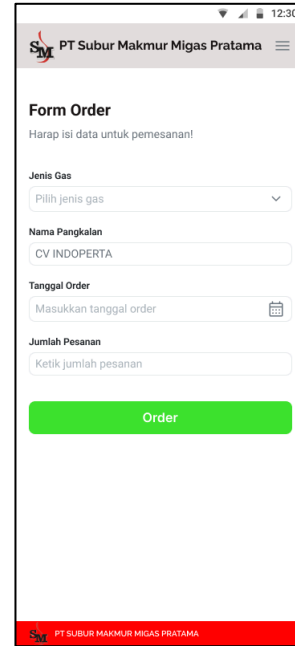 12:30
SM PT Subur Makmur Migas Pratama
Form Order
Harap isi data untuk pemesanan!
Jenis Gas
Pilih jenis gas
Nama Pangkalan
CV INDOPERTA
Tanggal Order
Masukkan tanggal order
Jumlah Pesanan
Ketik jumlah pesanan
Order
SM PT SUBUR MAKMUR MIGAS PRATAMA